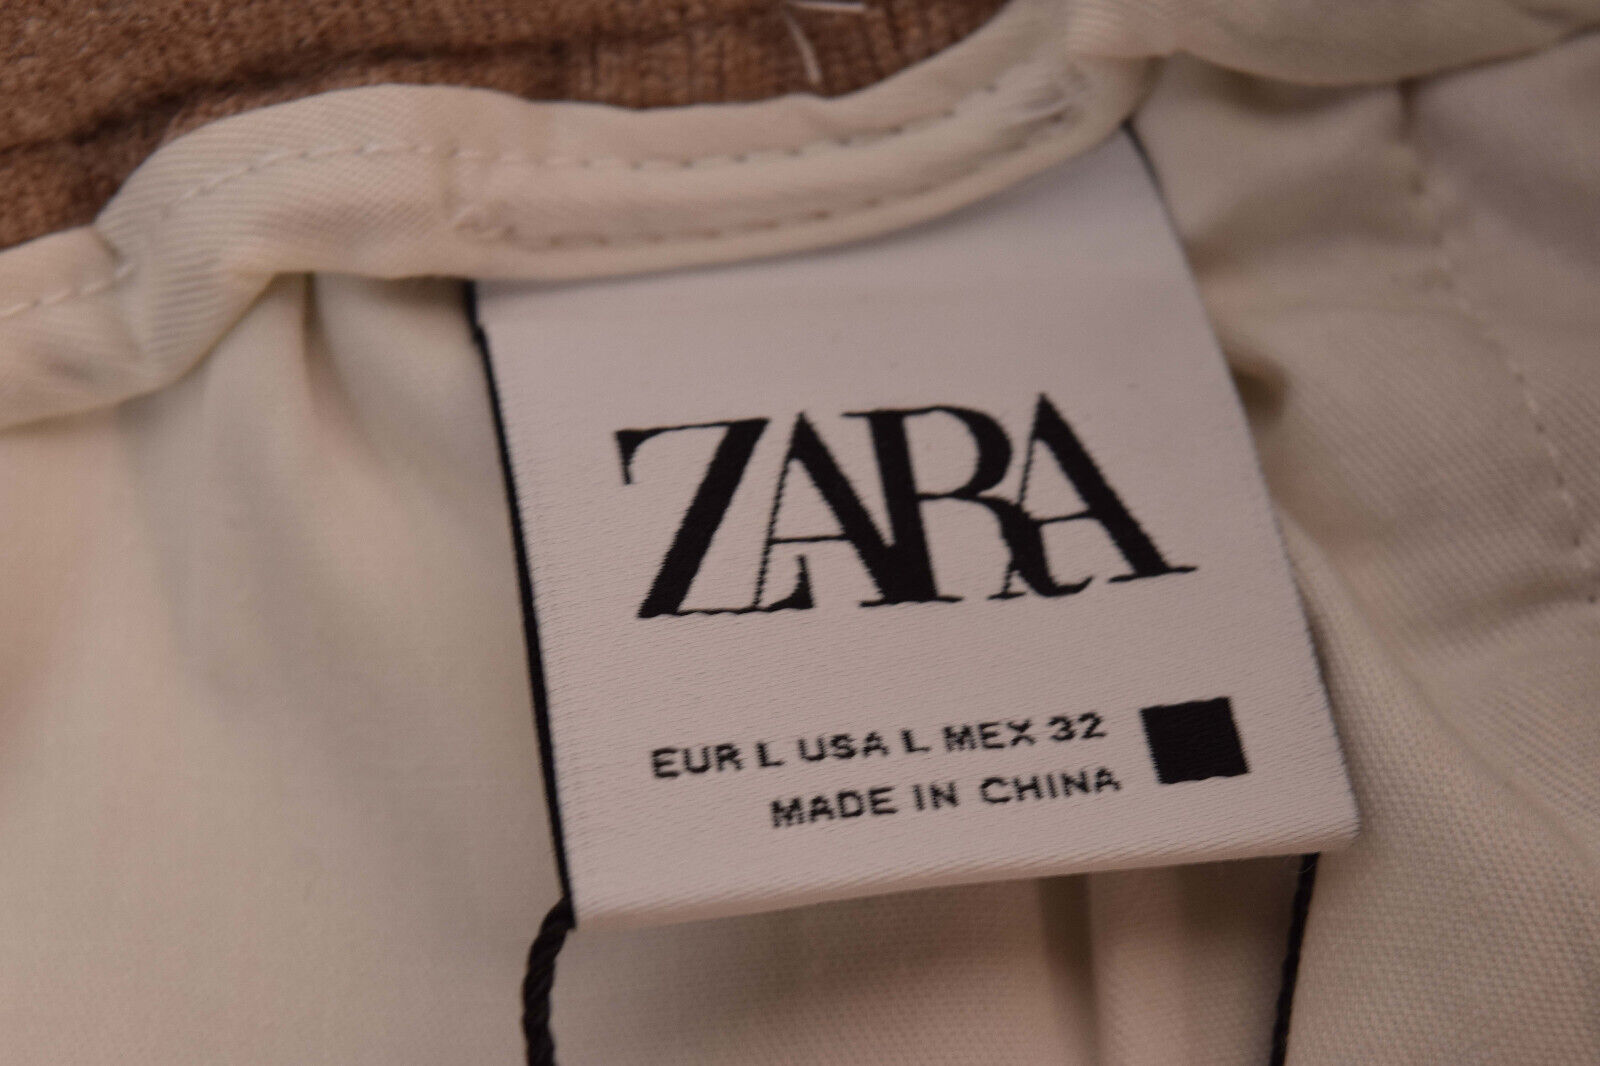 ZARA
EUR L USA L MEX 32
MADE IN CHINA